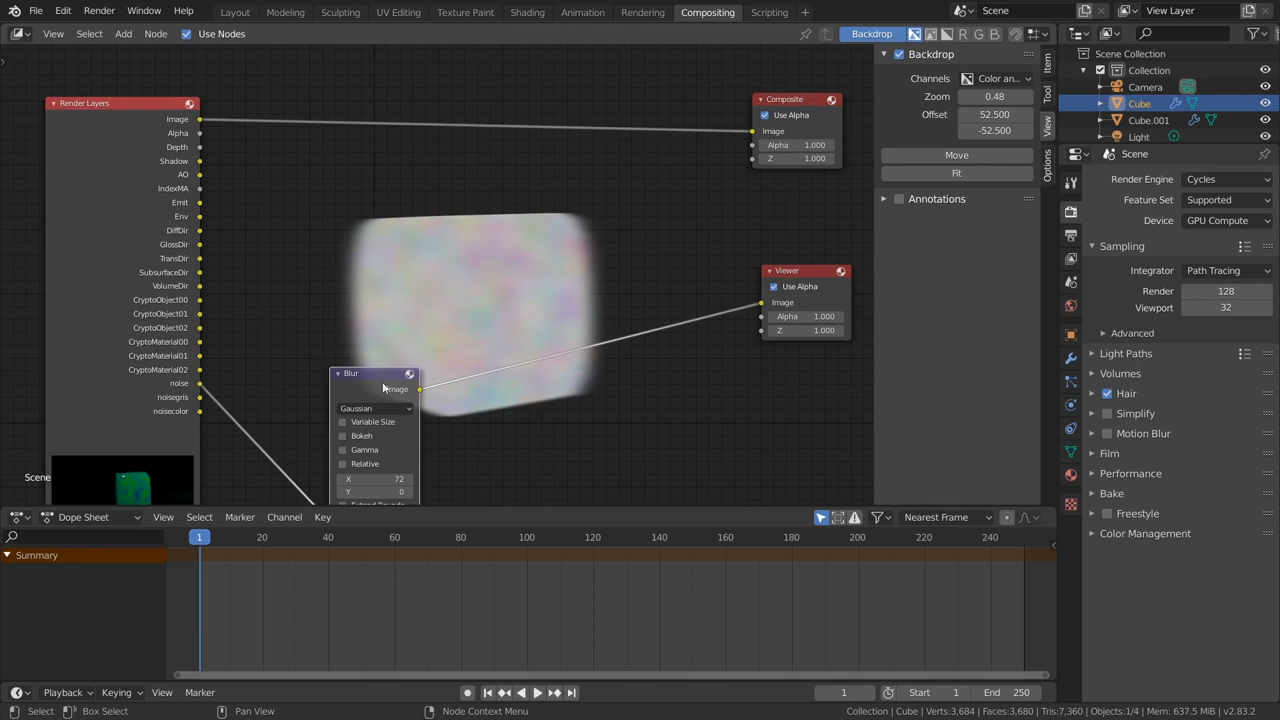 File Edit Render Window Help Layout Modeling Sculpting UV Editing Texture Paint Shading Animation Rendering Compositing Scripting + Scene View Layer
View Select Add Node Use Nodes Backdrop R G B
Render Layers
Image
Alpha
Depth
Shadow
AO
IndexMA
Emit
Env
DiffDir
GlossDir
TransDir
SubsurfaceDir
VolumeDir
CryptoObject00
CryptoObject01
CryptoObject02
CryptoMaterial00
CryptoMaterial01
CryptoMaterial02
noise
noisegris
noisecolor
Scene
Composite
Use Alpha
Image
Alpha 1.000
Z 1.000
Viewer
Use Alpha
Image
Alpha 1.000
Z 1.000
Blur
Image
Gaussian
Variable Size
Bokeh
Gamma
Relative
X 72
Y 0
Backdrop
Channels Color an...
Zoom 0.48
Offset 52.500
-52.500
Move
Fit
Annotations
Item
Tool
View
Options
Scene Collection
Collection
Camera
Cube
Cube.001
Light
Scene
Render Engine Cycles
Feature Set Supported
Device GPU Compute
Sampling
Integrator Path Tracing
Render 128
Viewport 32
Advanced
Light Paths
Volumes
Hair
Simplify
Motion Blur
Film
Performance
Bake
Freestyle
Color Management
Dope Sheet View Select Marker Channel Key Nearest Frame
1 20 40 60 80 100 120 140 160 180 200 220 240
Summary
Playback Keying View Marker 1 Start 1 End 250
Select Box Select Pan View Node Context Menu Collection | Cube | Verts:3,684 | Faces:3,680 | Tris:7,360 | Objects:1/4 | Mem: 637.5 MiB | v2.83.2